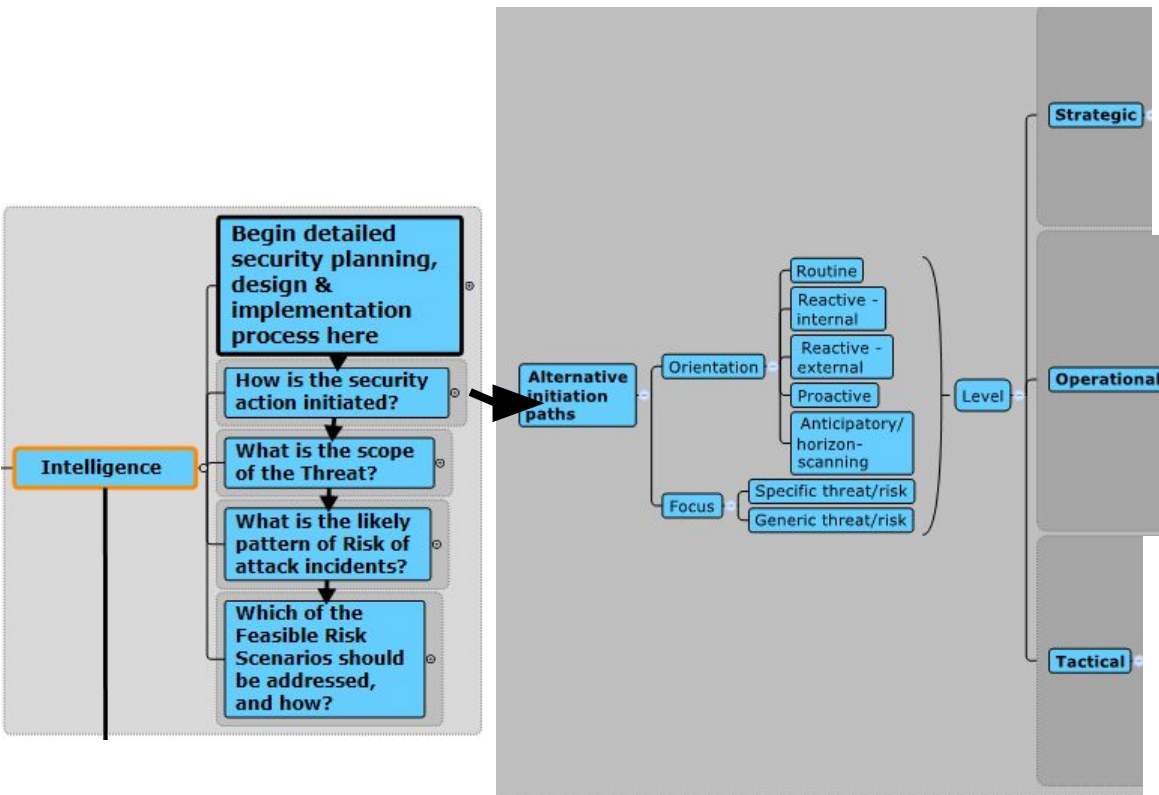 Intelligence
Begin detailed
security planning,
design &
implementation
process here
How is the security
action initiated?
What is the scope
of the Threat?
What is the likely
pattern of Risk of
attack incidents?
Which of the
Feasible Risk
Scenarios should
be addressed,
and how?
Alternative
initiation
paths
Orientation
Routine
Reactive -
internal
Reactive -
external
Proactive
Anticipatory/
horizon-
scanning
Focus
Specific threat/risk
Generic threat/risk
Level
Strategic
Operational
Tactical